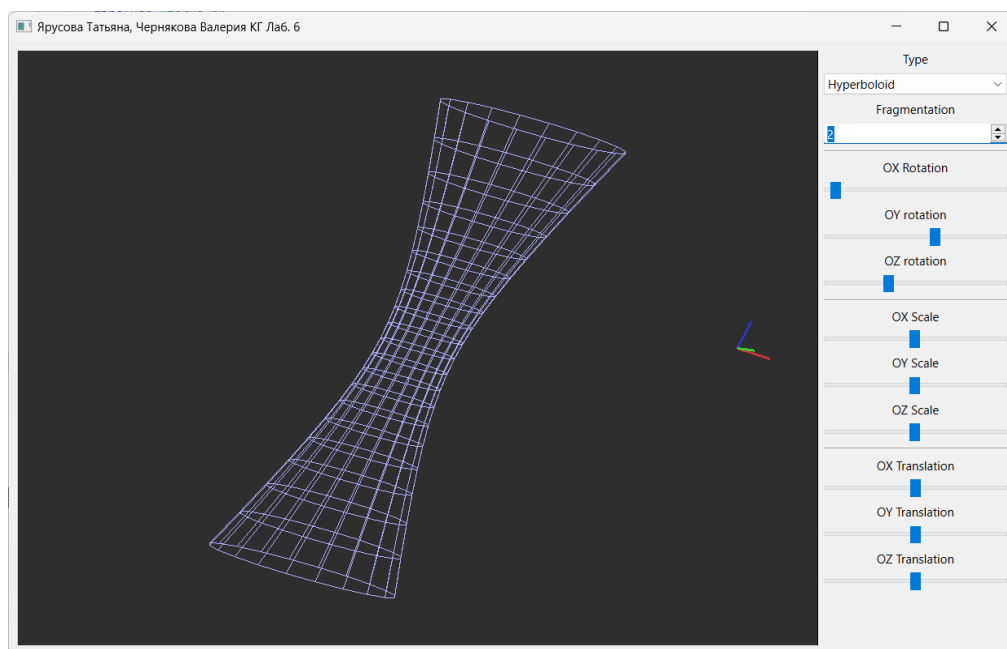 Ярусова Татьяна, Чернякова Валерия КГ Лаб. 6
Type
Hyperboloid
Fragmentation
2
OX Rotation
OY rotation
OZ rotation
OX Scale
OY Scale
OZ Scale
OX Translation
OY Translation
OZ Translation